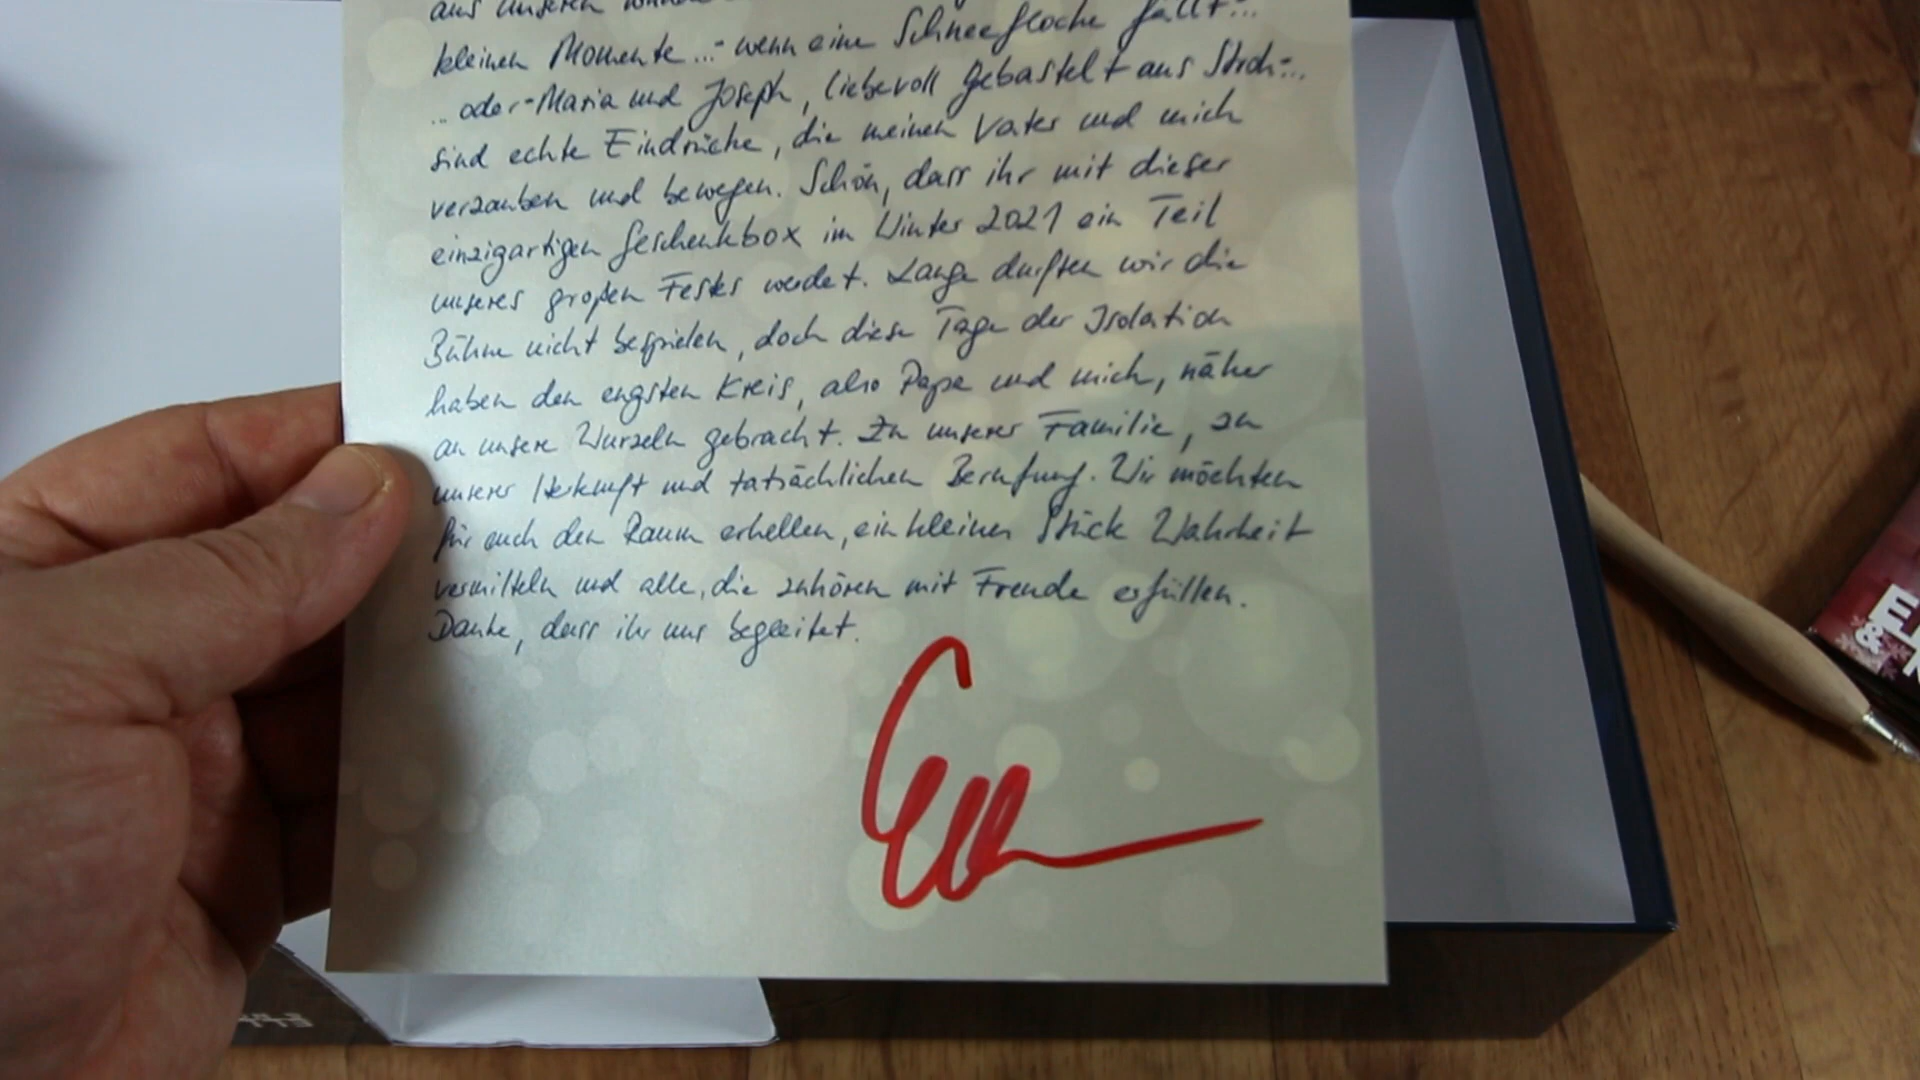 aus unseren
kleinen Momente...- wenn eine Schneeflocke fällt-...
...oder-Maria und Joseph, liebevoll gebastelt aus Stroh-...
sind echte Eindrücke, die meinen Vater und mich
verzaubern und bewegen. Schön, dass ihr mit dieser
einzigartigen Geschenkbox im Winter 2021 ein Teil
unseres großen Festes werdet. Lange durften wir die
Bühne nicht bespielen, doch diese Tage der Isolation
haben den engsten Kreis, also Papa und mich, näher
an unsere Wurzeln gebracht. Zu unserer Familie, zu
unserer Herkunft und tatsächlichen Berufung. Wir möchten
für euch den Raum erhellen, ein kleines Stück Wahrheit
vermitteln und alle, die zuhören mit Freude erfüllen.
Danke, dass ihr uns begleitet.
&